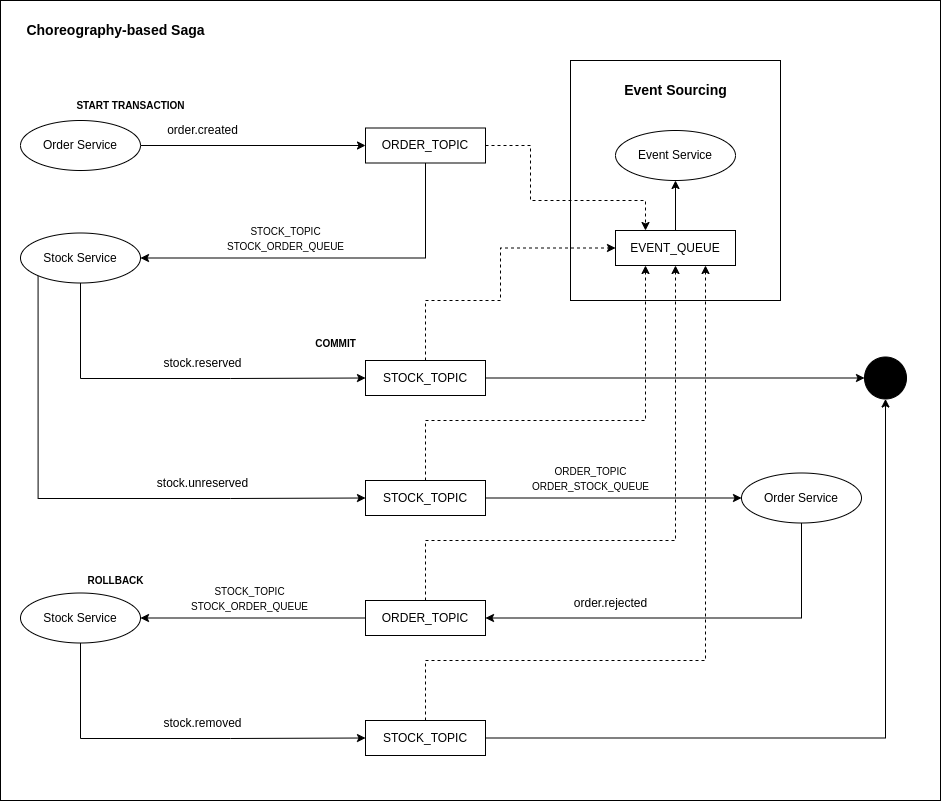 Choreography-based Saga
Event Sourcing
START TRANSACTION
order.created
Order Service
ORDER_TOPIC
Event Service
STOCK_TOPIC
STOCK_ORDER_QUEUE
EVENT_QUEUE
Stock Service
COMMIT
stock.reserved
STOCK_TOPIC
stock.unreserved
STOCK_TOPIC
ORDER_TOPIC
ORDER_STOCK_QUEUE
Order Service
ROLLBACK
STOCK_TOPIC
STOCK_ORDER_QUEUE
order.rejected
Stock Service
ORDER_TOPIC
stock.removed
STOCK_TOPIC